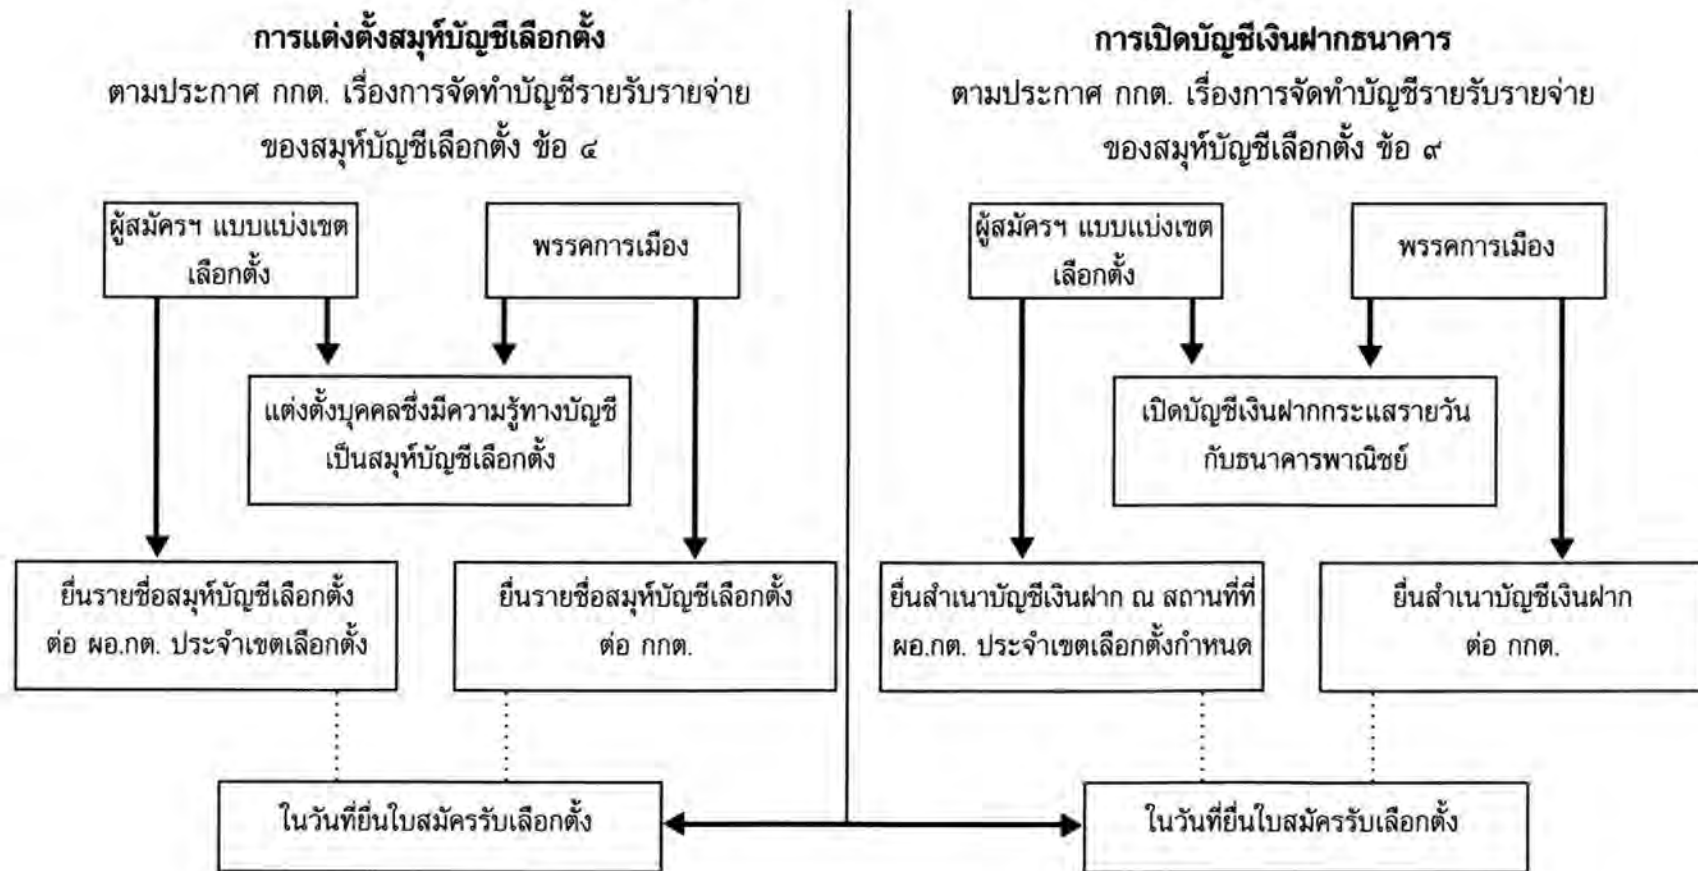 การแต่งตั้งสมุห์บัญชีเลือกตั้ง
ตามประกาศ กกต. เรื่องการจัดทำบัญชีรายรับรายจ่าย
ของสมุห์บัญชีเลือกตั้ง ข้อ ๔
ผู้สมัครฯ แบบแบ่งเขต
เลือกตั้ง
พรรคการเมือง
แต่งตั้งบุคคลซึ่งมีความรู้ทางบัญชี
เป็นสมุห์บัญชีเลือกตั้ง
ยื่นรายชื่อสมุห์บัญชีเลือกตั้ง
ต่อ ผอ.กต. ประจำเขตเลือกตั้ง
ยื่นรายชื่อสมุห์บัญชีเลือกตั้ง
ต่อ กกต.
ในวันที่ยื่นใบสมัครรับเลือกตั้ง
การเปิดบัญชีเงินฝากธนาคาร
ตามประกาศ กกต. เรื่องการจัดทำบัญชีรายรับรายจ่าย
ของสมุห์บัญชีเลือกตั้ง ข้อ ๙
ผู้สมัครฯ แบบแบ่งเขต
เลือกตั้ง
พรรคการเมือง
เปิดบัญชีเงินฝากกระแสรายวัน
กับธนาคารพาณิชย์
ยื่นสำเนาบัญชีเงินฝาก ณ สถานที่ที่
ผอ.กต. ประจำเขตเลือกตั้งกำหนด
ยื่นสำเนาบัญชีเงินฝาก
ต่อ กกต.
ในวันที่ยื่นใบสมัครรับเลือกตั้ง